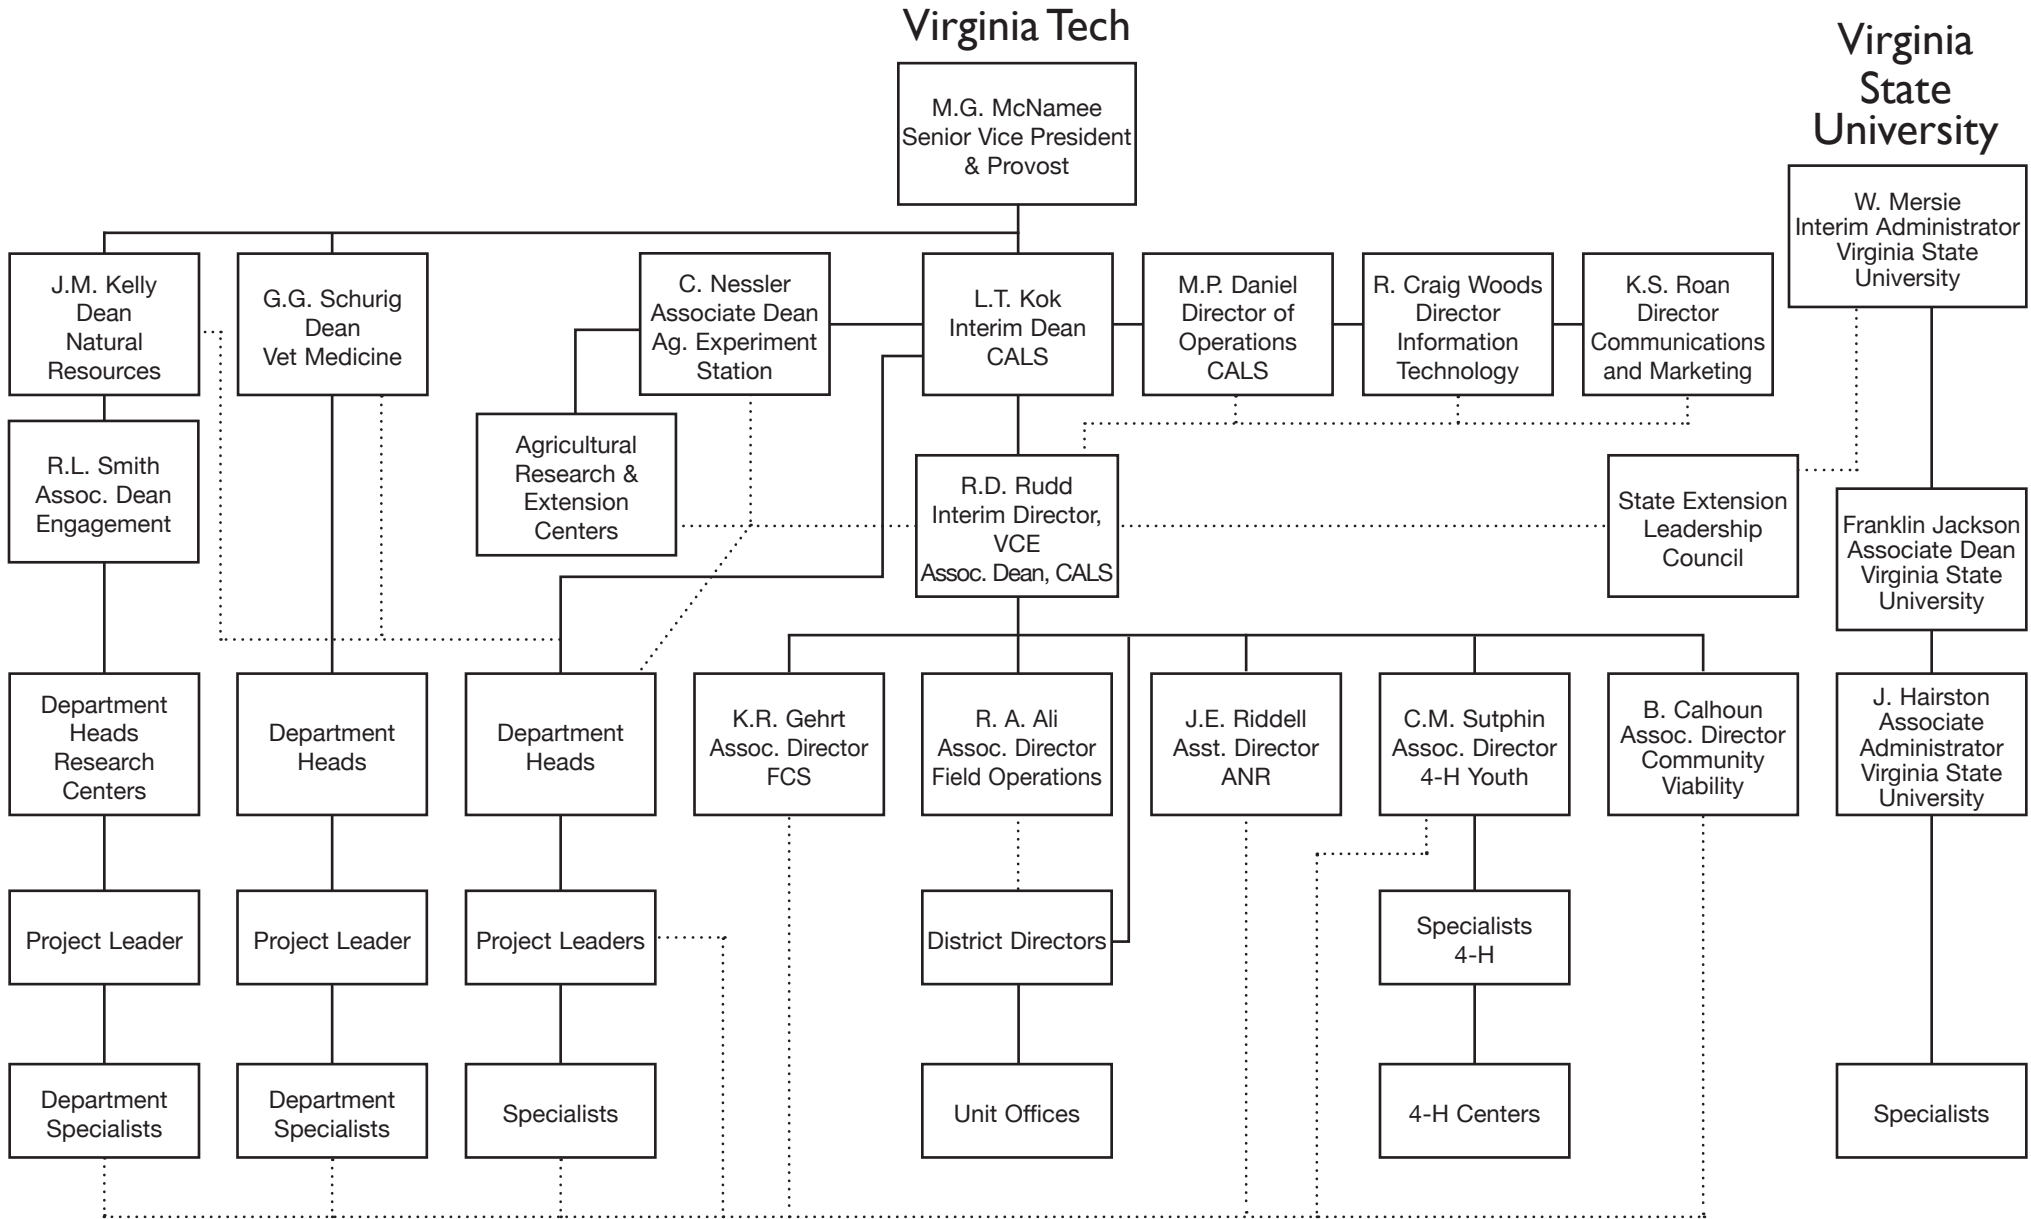 Virginia Tech
Virginia
State
University
M.G. McNamee
Senior Vice President
& Provost
W. Mersie
Interim Administrator
Virginia State
University
J.M. Kelly
Dean
Natural
Resources
G.G. Schurig
Dean
Vet Medicine
C. Nessler
Associate Dean
Ag. Experiment
Station
L.T. Kok
Interim Dean
CALS
M.P. Daniel
Director of
Operations
CALS
R. Craig Woods
Director
Information
Technology
K.S. Roan
Director
Communications
and Marketing
R.L. Smith
Assoc. Dean
Engagement
Agricultural
Research &
Extension
Centers
R.D. Rudd
Interim Director,
VCE
Assoc. Dean, CALS
State Extension
Leadership
Council
Franklin Jackson
Associate Dean
Virginia State
University
Department
Heads
Research
Centers
Department
Heads
Department
Heads
K.R. Gehrt
Assoc. Director
FCS
R. A. Ali
Assoc. Director
Field Operations
J.E. Riddell
Asst. Director
ANR
C.M. Sutphin
Assoc. Director
4-H Youth
B. Calhoun
Assoc. Director
Community
Viability
J. Hairston
Associate
Administrator
Virginia State
University
Project Leader
Project Leader
Project Leaders
District Directors
Specialists
4-H
Department
Specialists
Department
Specialists
Specialists
Unit Offices
4-H Centers
Specialists